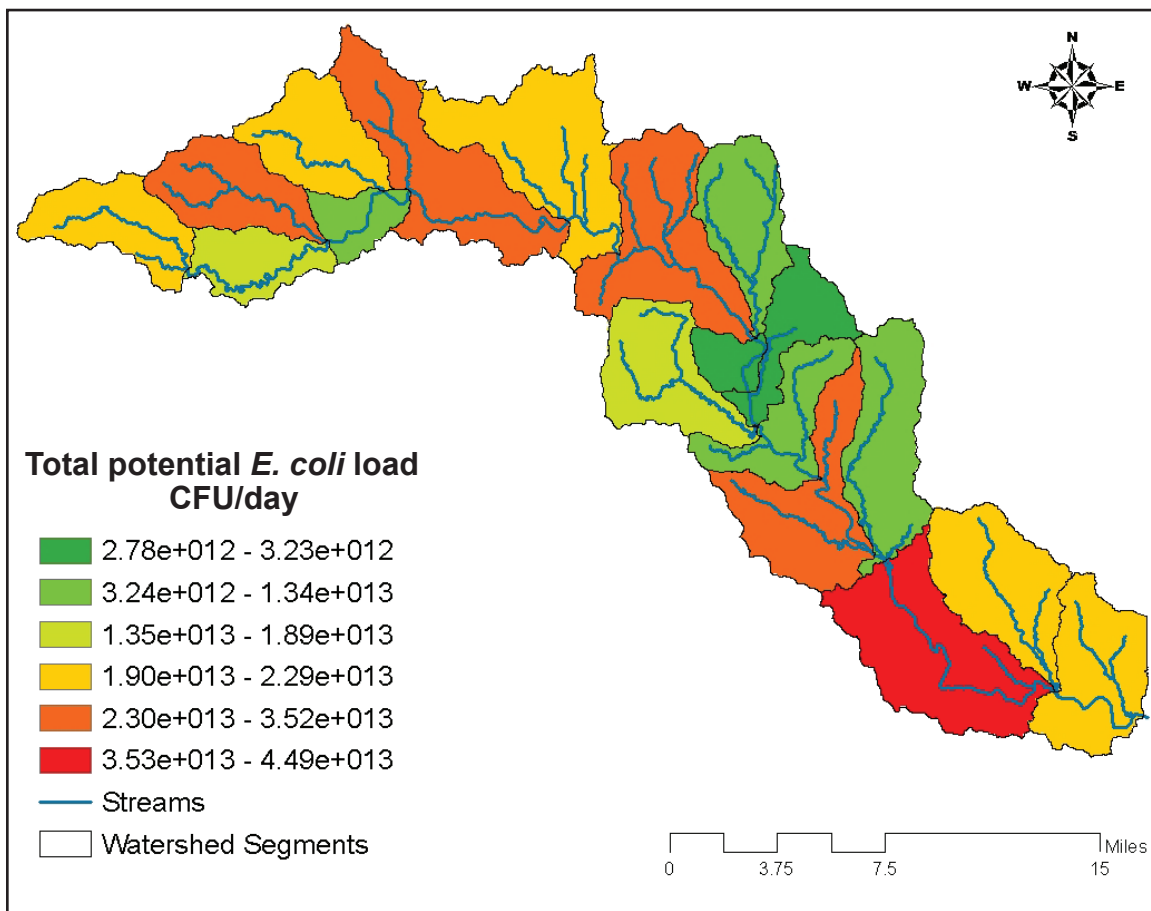 N
W E
S
Total potential E. coli load
CFU/day
2.78e+012 - 3.23e+012
3.24e+012 - 1.34e+013
1.35e+013 - 1.89e+013
1.90e+013 - 2.29e+013
2.30e+013 - 3.52e+013
3.53e+013 - 4.49e+013
Streams
Watershed Segments
Miles
0 3.75 7.5 15